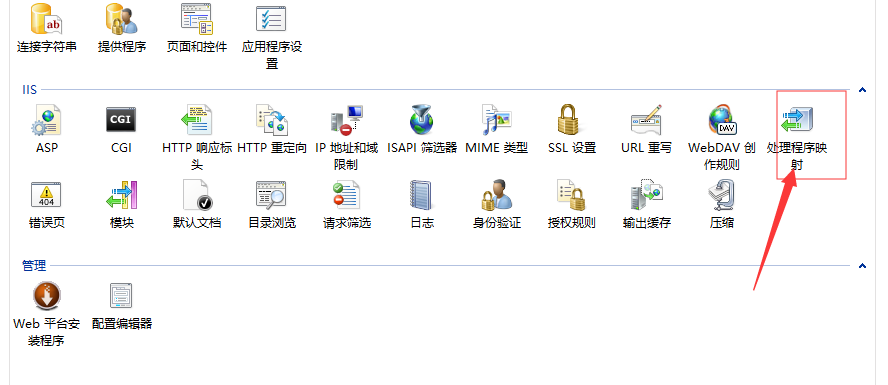 ab
连接字符串 提供程序 页面和控件 应用程序设
置
IIS
CGI
DAV
ASP CGI HTTP 响应标 HTTP 重定向 IP 地址和域 ISAPI 筛选器 MIME 类型 SSL 设置 URL 重写 WebDAV 创 处理程序映
头 限制 作规则 射
404
错误页 模块 默认文档 目录浏览 请求筛选 日志 身份验证 授权规则 输出缓存 压缩
管理
Web 平台安 配置编辑器
装程序